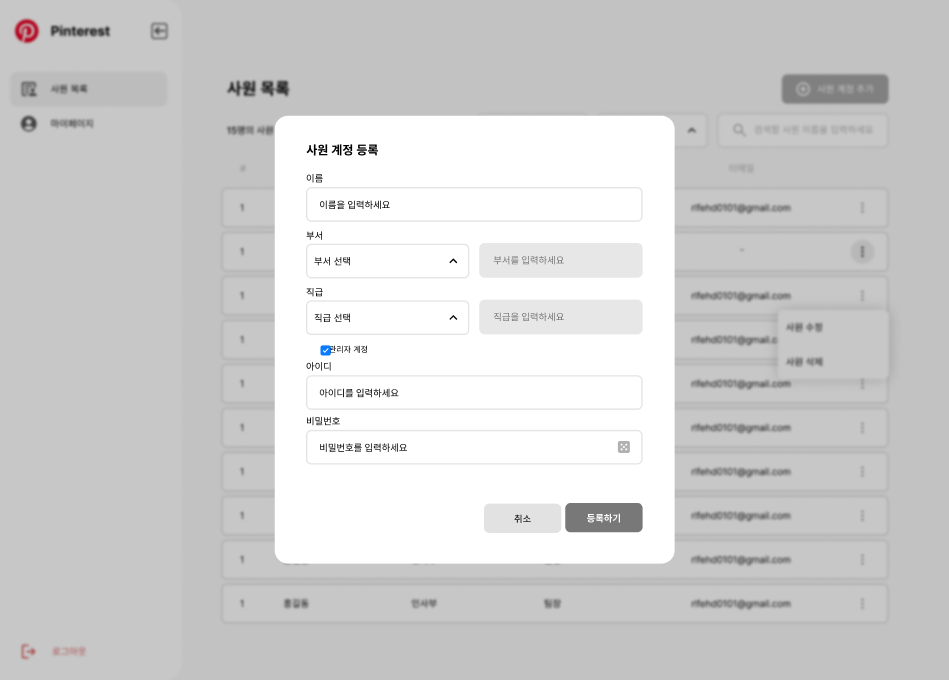 Pinterest
사원 목록
마이페이지
로그아웃
사원 목록
사원 계정 추가
15명의 사원
검색할 사원 이름을 입력하세요
#
이메일
1
rlfehd0101@gmail.com
1
-
1
rlfehd0101@gmail.com
1
rlfehd0101@gmail.c
사원 수정
사원 삭제
1
rlfehd0101@gmail.com
1
rlfehd0101@gmail.com
1
rlfehd0101@gmail.com
1
rlfehd0101@gmail.com
1
rlfehd0101@gmail.com
1
홍길동
인사부
팀장
rlfehd0101@gmail.com
사원 계정 등록
이름
이름을 입력하세요
부서
부서 선택
부서를 입력하세요
직급
직급 선택
직급을 입력하세요
관리자 계정
아이디
아이디를 입력하세요
비밀번호
비밀번호를 입력하세요
취소
등록하기